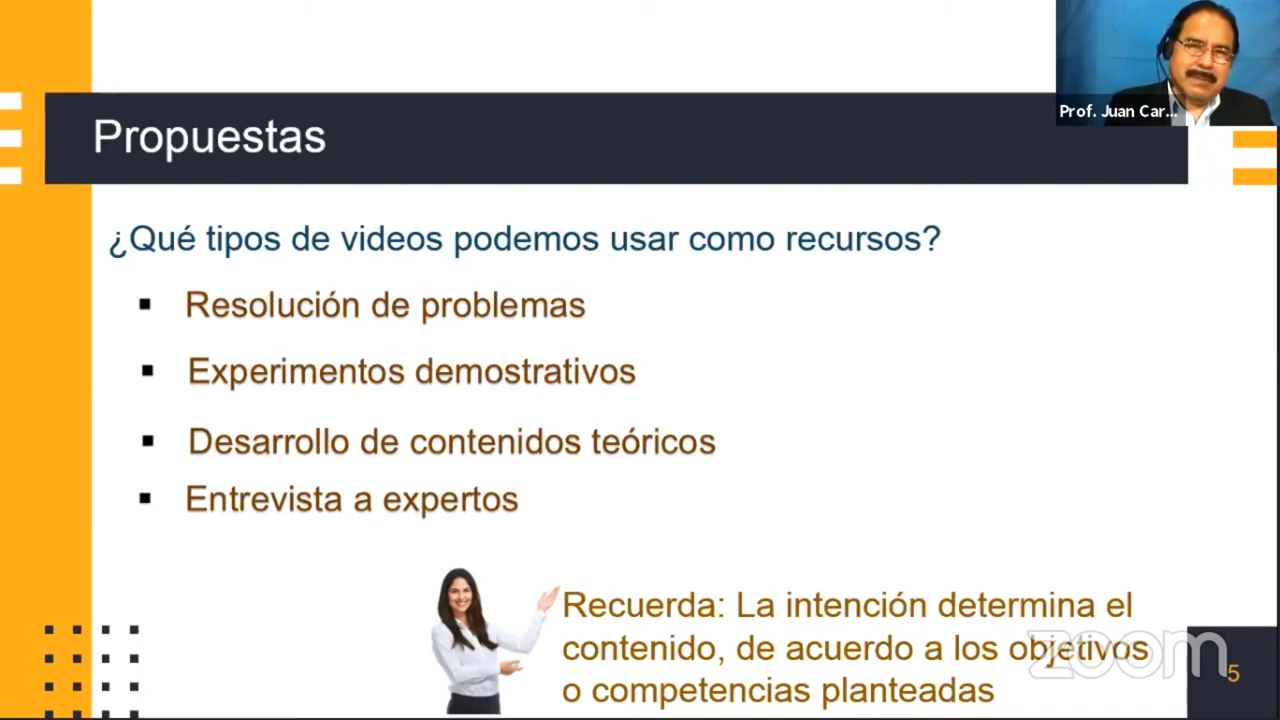 Prof. Juan Car...
Propuestas
¿Qué tipos de videos podemos usar como recursos?
▪ Resolución de problemas
▪ Experimentos demostrativos
▪ Desarrollo de contenidos teóricos
▪ Entrevista a expertos
Recuerda: La intención determina el
contenido, de acuerdo a los objetivos
o competencias planteadas
zoom
5